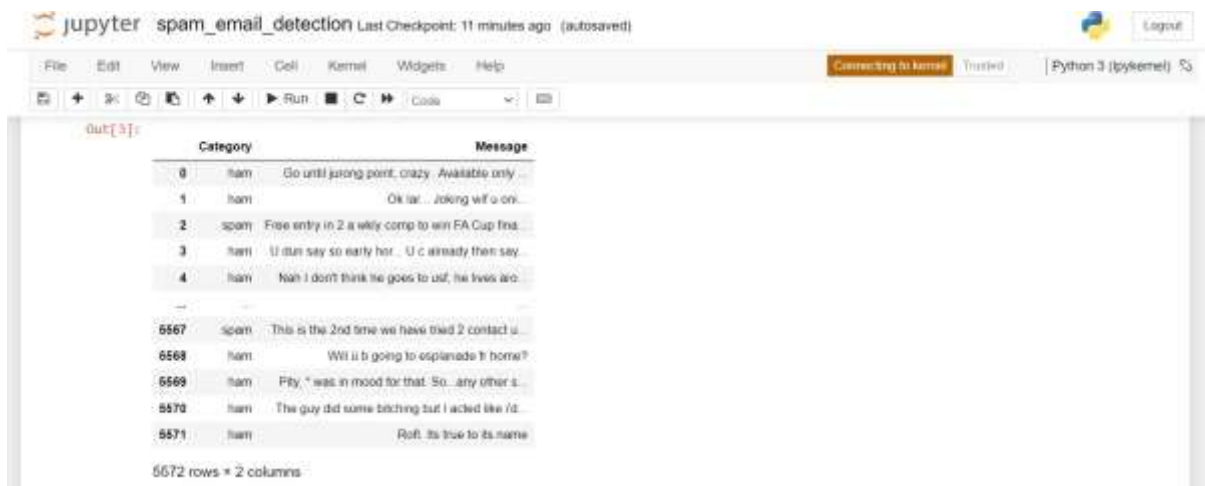 jupyter spam_email_detection Last Checkpoint: 11 minutes ago (autosaved)
Logout
File Edit View Insert Cell Kernel Widgets Help
Connecting to kernel Trusted Python 3 (ipykernel)
Run Code
Out[3]:
Category Message
0 ham Go until jurong point, crazy.. Available only ...
1 ham Ok lar... Joking wif u oni...
2 spam Free entry in 2 a wkly comp to win FA Cup fina...
3 ham U dun say so early hor... U c already then say...
4 ham Nah I don't think he goes to usf, he lives aro...
... ... ...
5567 spam This is the 2nd time we have tried 2 contact u...
5568 ham Will ü b going to esplanade fr home?
5569 ham Pity, * was in mood for that. So...any other s...
5570 ham The guy did some bitching but I acted like i'd...
5571 ham Rofl. Its true to its name
5572 rows × 2 columns